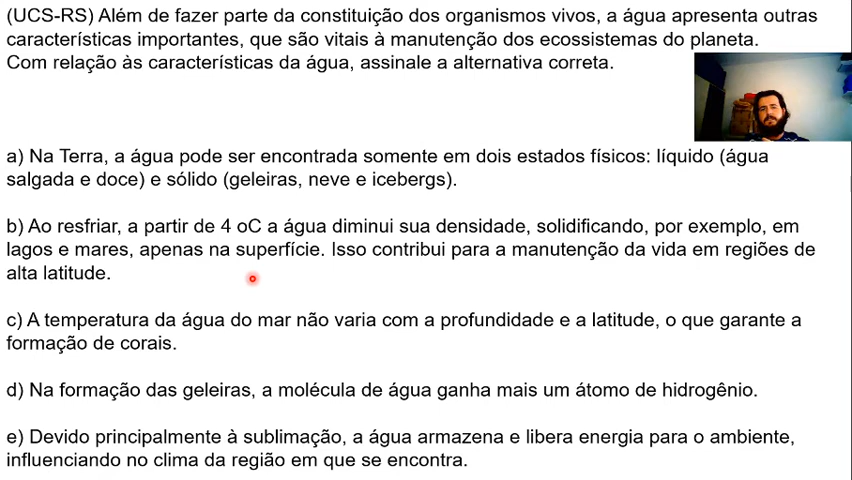 (UCS-RS) Além de fazer parte da constituição dos organismos vivos, a água apresenta outras
características importantes, que são vitais à manutenção dos ecossistemas do planeta.
Com relação às características da água, assinale a alternativa correta.
a) Na Terra, a água pode ser encontrada somente em dois estados físicos: líquido (água
salgada e doce) e sólido (geleiras, neve e icebergs).
b) Ao resfriar, a partir de 4 oC a água diminui sua densidade, solidificando, por exemplo, em
lagos e mares, apenas na superfície. Isso contribui para a manutenção da vida em regiões de
alta latitude.
c) A temperatura da água do mar não varia com a profundidade e a latitude, o que garante a
formação de corais.
d) Na formação das geleiras, a molécula de água ganha mais um átomo de hidrogênio.
e) Devido principalmente à sublimação, a água armazena e libera energia para o ambiente,
influenciando no clima da região em que se encontra.